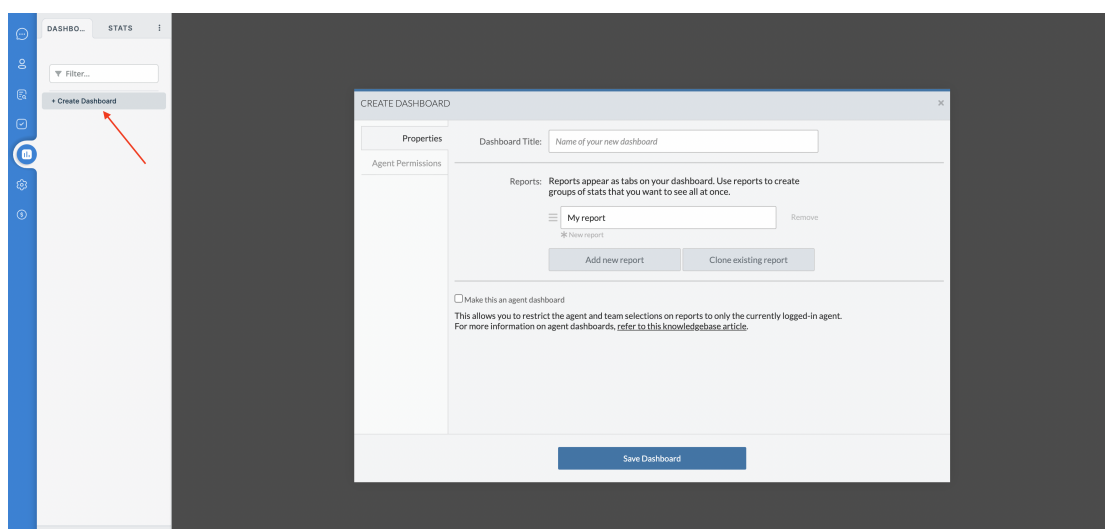 DASHBO...
STATS
Filter...
+ Create Dashboard
CREATE DASHBOARD
×
Properties
Agent Permissions
Dashboard Title:
Name of your new dashboard
Reports:
Reports appear as tabs on your dashboard. Use reports to create
groups of stats that you want to see all at once.
My report
Remove
✱ New report
Add new report
Clone existing report
Make this an agent dashboard
This allows you to restrict the agent and team selections on reports to only the currently logged-in agent.
For more information on agent dashboards, refer to this knowledgebase article.
Save Dashboard